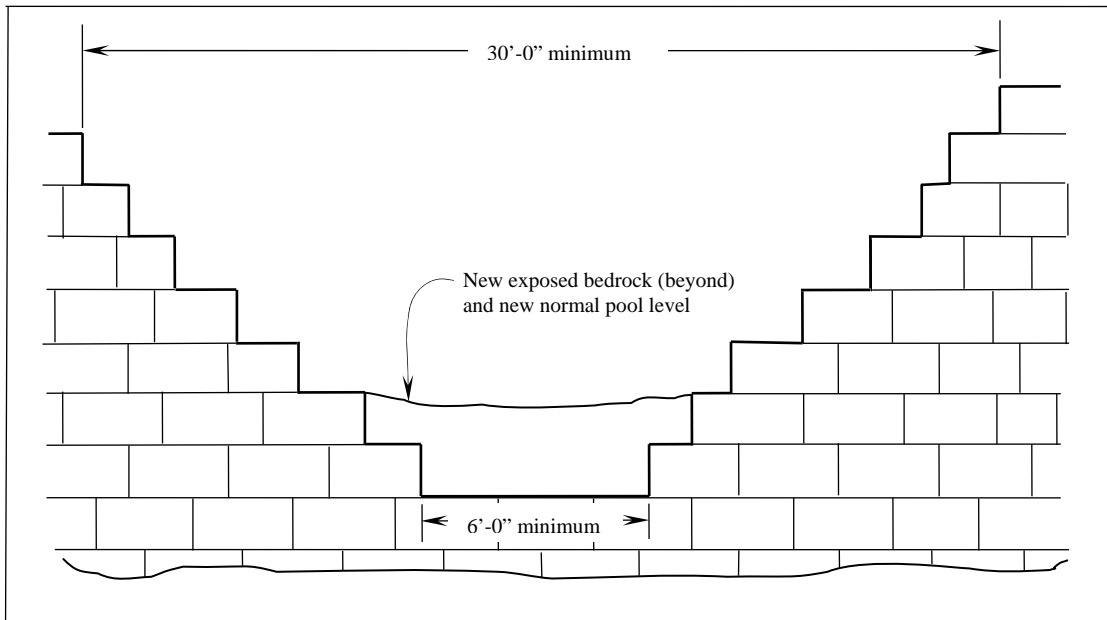 30’-0” minimum
New exposed bedrock (beyond)
and new normal pool level
6’-0” minimum